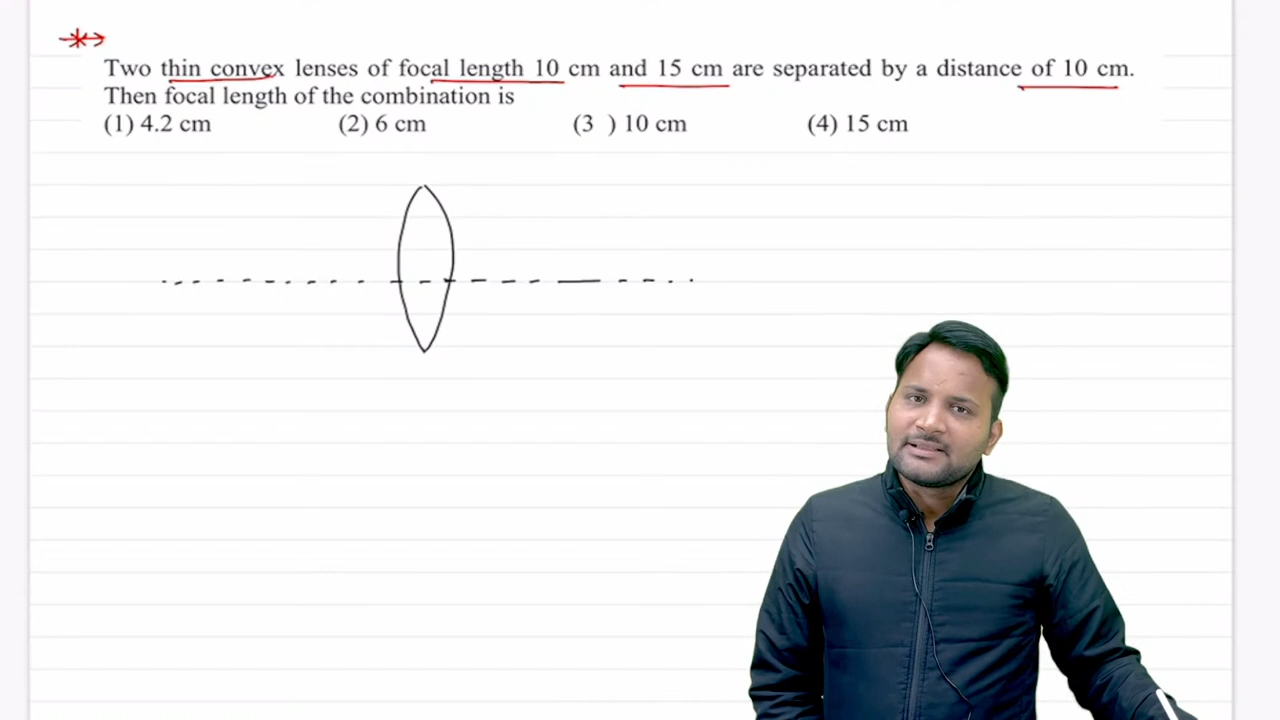 Two thin convex lenses of focal length 10 cm and 15 cm are separated by a distance of 10 cm.
Then focal length of the combination is
(1) 4.2 cm (2) 6 cm (3 ) 10 cm (4) 15 cm